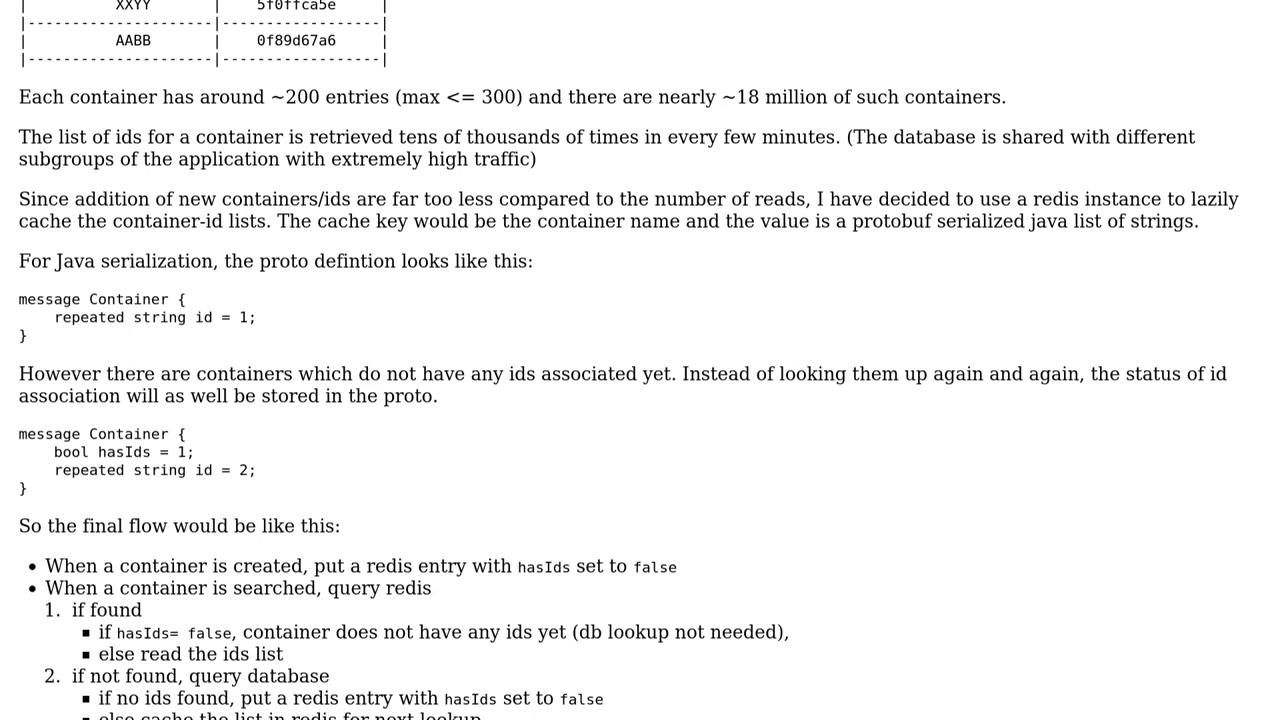 |          XXYY       |    5f0ffca5e     |
|---------------------|------------------|
|          AABB       |    0f89d67a6     |
|---------------------|------------------|
Each container has around ~200 entries (max <= 300) and there are nearly ~18 million of such containers.
The list of ids for a container is retrieved tens of thousands of times in every few minutes. (The database is shared with different
subgroups of the application with extremely high traffic)
Since addition of new containers/ids are far too less compared to the number of reads, I have decided to use a redis instance to lazily
cache the container-id lists. The cache key would be the container name and the value is a protobuf serialized java list of strings.
For Java serialization, the proto defintion looks like this:
message Container {
    repeated string id = 1;
}
However there are containers which do not have any ids associated yet. Instead of looking them up again and again, the status of id
association will as well be stored in the proto.
message Container {
    bool hasIds = 1;
    repeated string id = 2;
}
So the final flow would be like this:
• When a container is created, put a redis entry with hasIds set to false
• When a container is searched, query redis
1. if found
▪ if hasIds= false, container does not have any ids yet (db lookup not needed),
▪ else read the ids list
2. if not found, query database
▪ if no ids found, put a redis entry with hasIds set to false
▪ else cache the list in redis for next lookup